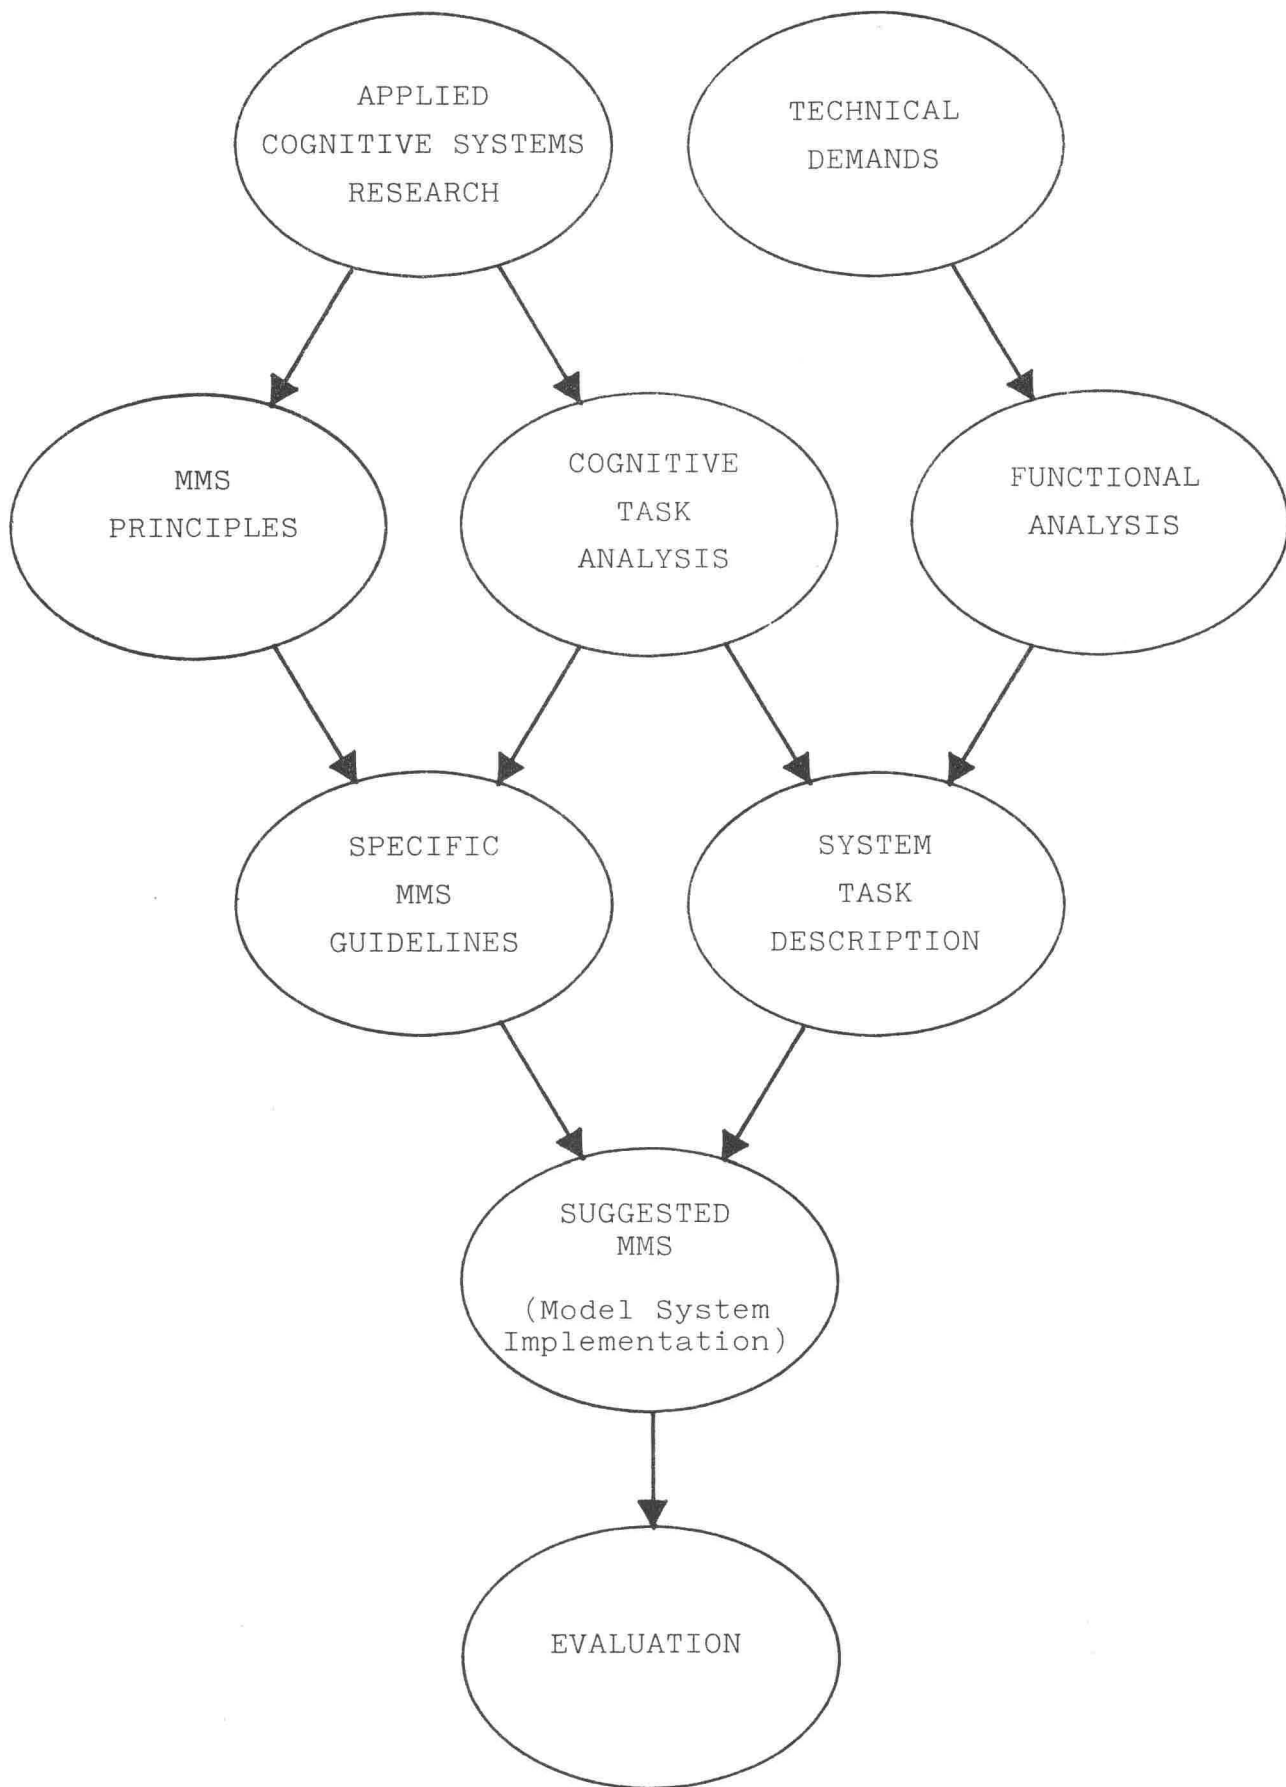 APPLIED
COGNITIVE SYSTEMS
RESEARCH
TECHNICAL
DEMANDS
MMS
PRINCIPLES
COGNITIVE
TASK
ANALYSIS
FUNCTIONAL
ANALYSIS
SPECIFIC
MMS
GUIDELINES
SYSTEM
TASK
DESCRIPTION
SUGGESTED
MMS
(Model System
Implementation)
EVALUATION